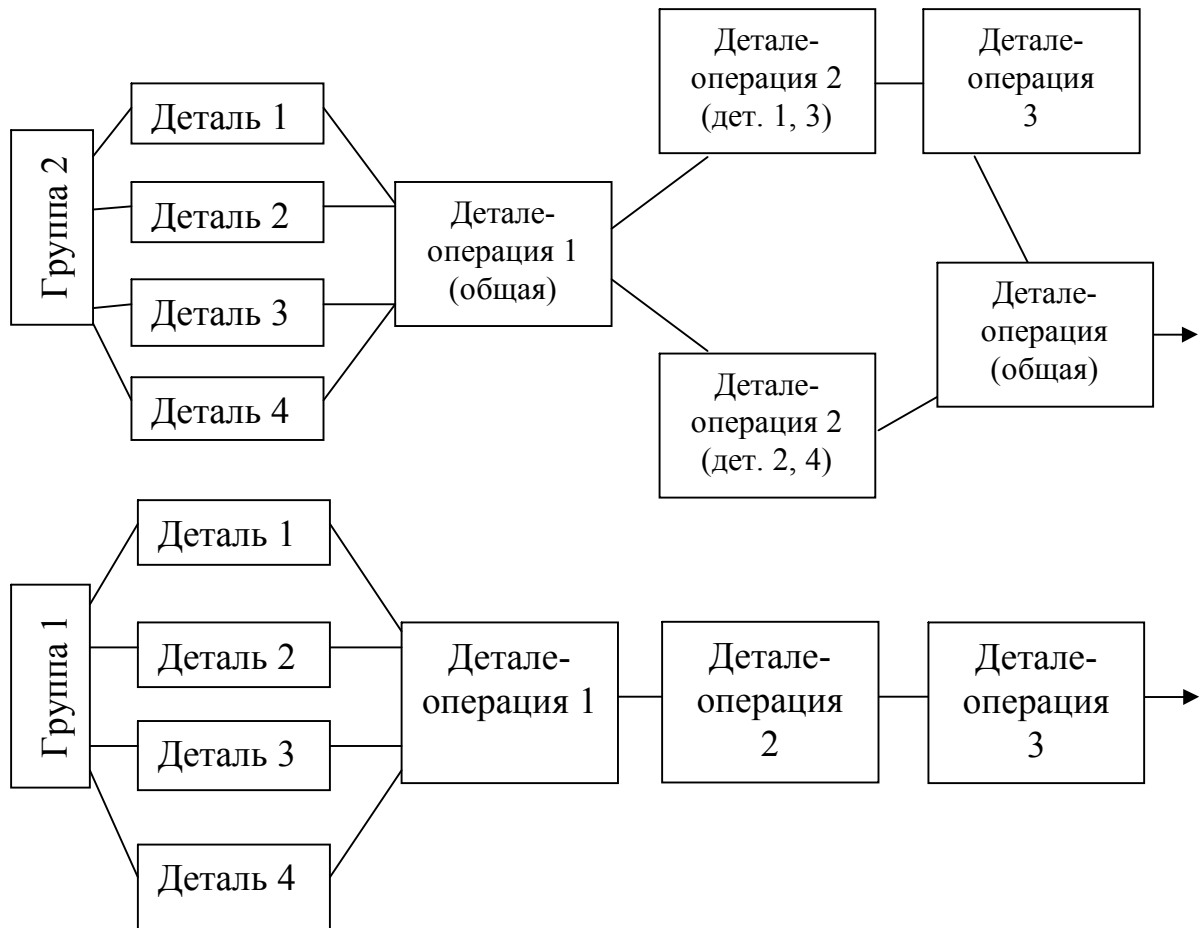 Группа 2
Деталь 1
Деталь 2
Деталь 3
Деталь 4
Детале-
операция 1
(общая)
Детале-
операция 2
(дет. 1, 3)
Детале-
операция
3
Детале-
операция 2
(дет. 2, 4)
Детале-
операция
(общая)
Группа 1
Деталь 1
Деталь 2
Деталь 3
Деталь 4
Детале-
операция 1
Детале-
операция
2
Детале-
операция
3